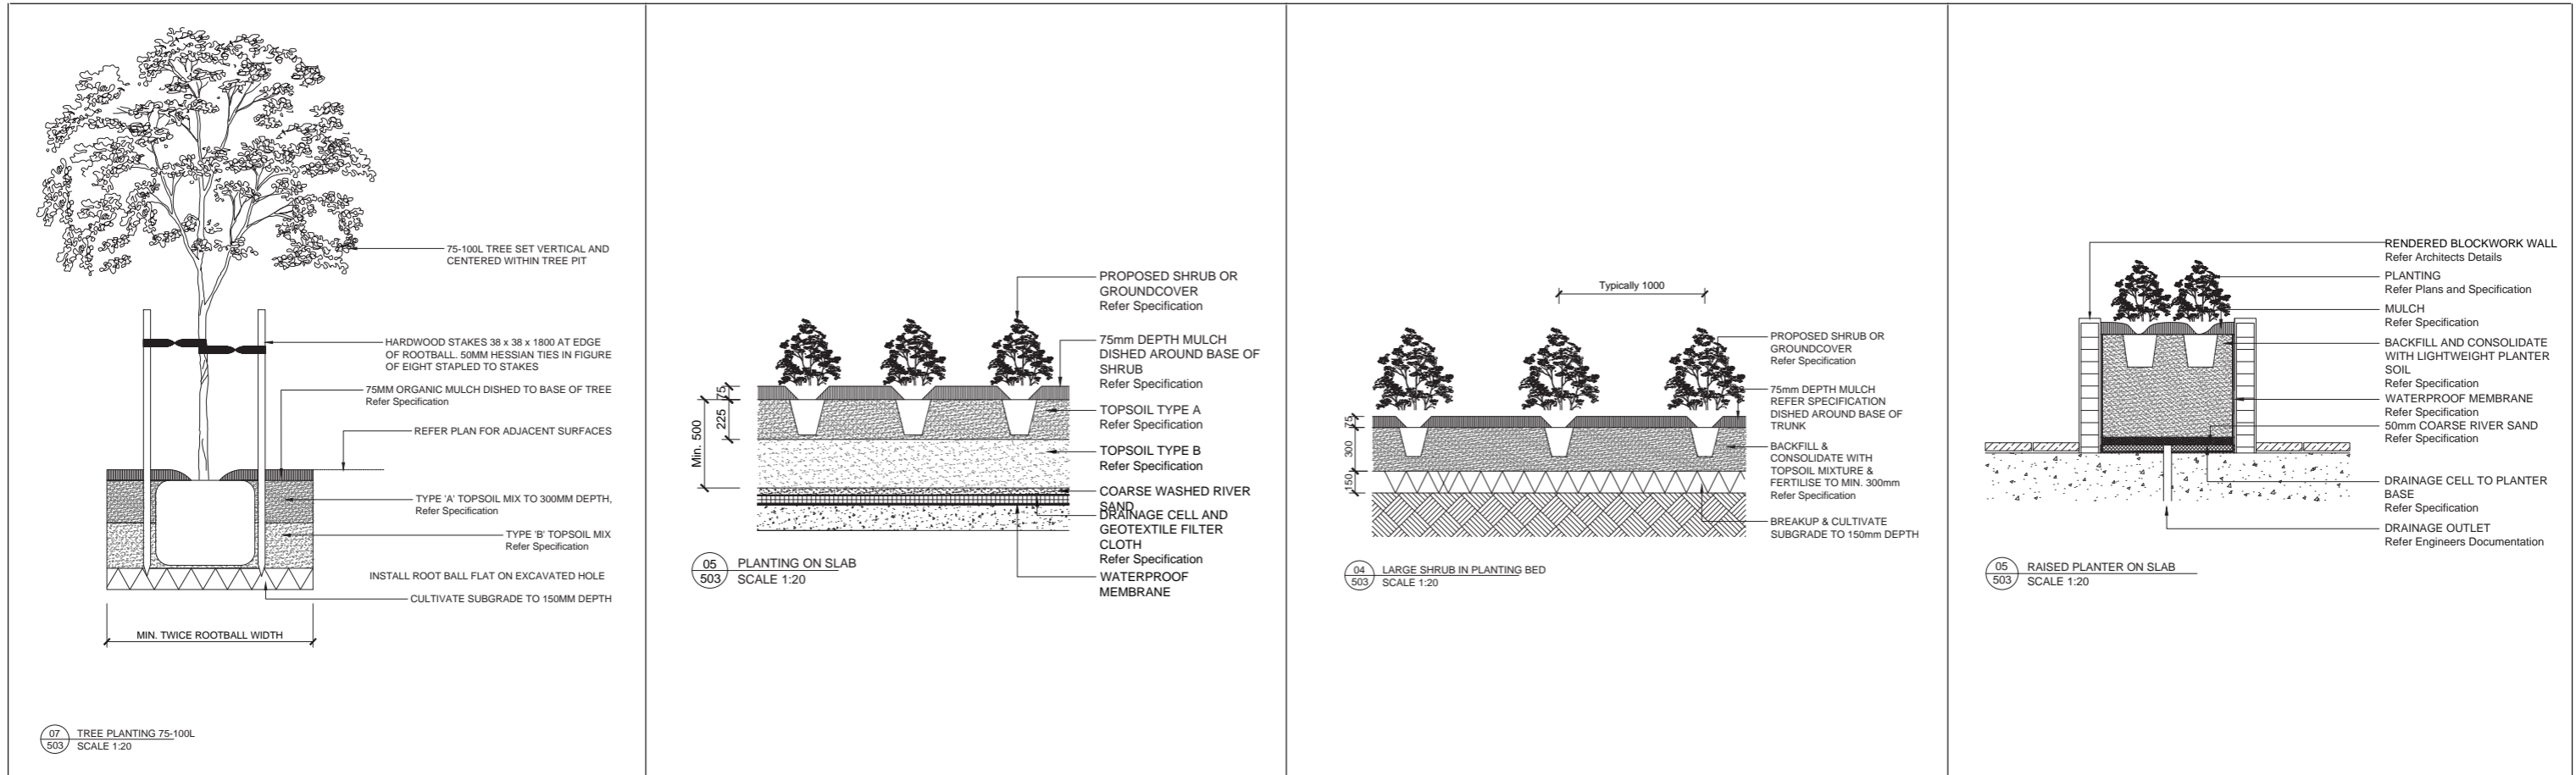 75-100L TREE SET VERTICAL AND
CENTERED WITHIN TREE PIT
HARDWOOD STAKES 38 x 38 x 1800 AT EDGE
OF ROOTBALL. 50MM HESSIAN TIES IN FIGURE
OF EIGHT STAPLED TO STAKES
75MM ORGANIC MULCH DISHED TO BASE OF TREE
Refer Specification
REFER PLAN FOR ADJACENT SURFACES
TYPE 'A' TOPSOIL MIX TO 300MM DEPTH,
Refer Specification
TYPE 'B' TOPSOIL MIX
Refer Specification
INSTALL ROOT BALL FLAT ON EXCAVATED HOLE
CULTIVATE SUBGRADE TO 150MM DEPTH
MIN. TWICE ROOTBALL WIDTH
07
503
TREE PLANTING 75-100L
SCALE 1:20
PROPOSED SHRUB OR
GROUNDCOVER
Refer Specification
75mm DEPTH MULCH
DISHED AROUND BASE OF
SHRUB
Refer Specification
75
225
Min. 500
TOPSOIL TYPE A
Refer Specification
TOPSOIL TYPE B
Refer Specification
COARSE WASHED RIVER
SAND
DRAINAGE CELL AND
GEOTEXTILE FILTER
CLOTH
Refer Specification
WATERPROOF
MEMBRANE
05
503
PLANTING ON SLAB
SCALE 1:20
Typically 1000
PROPOSED SHRUB OR
GROUNDCOVER
Refer Specification
75mm DEPTH MULCH
REFER SPECIFICATION
DISHED AROUND BASE OF
TRUNK
75
300
150
BACKFILL &
CONSOLIDATE WITH
TOPSOIL MIXTURE &
FERTILISE TO MIN. 300mm
Refer Specification
BREAKUP & CULTIVATE
SUBGRADE TO 150mm DEPTH
04
503
LARGE SHRUB IN PLANTING BED
SCALE 1:20
RENDERED BLOCKWORK WALL
Refer Architects Details
PLANTING
Refer Plans and Specification
MULCH
Refer Specification
BACKFILL AND CONSOLIDATE
WITH LIGHTWEIGHT PLANTER
SOIL
Refer Specification
WATERPROOF MEMBRANE
Refer Specification
50mm COARSE RIVER SAND
Refer Specification
DRAINAGE CELL TO PLANTER
BASE
Refer Specification
DRAINAGE OUTLET
Refer Engineers Documentation
05
503
RAISED PLANTER ON SLAB
SCALE 1:20